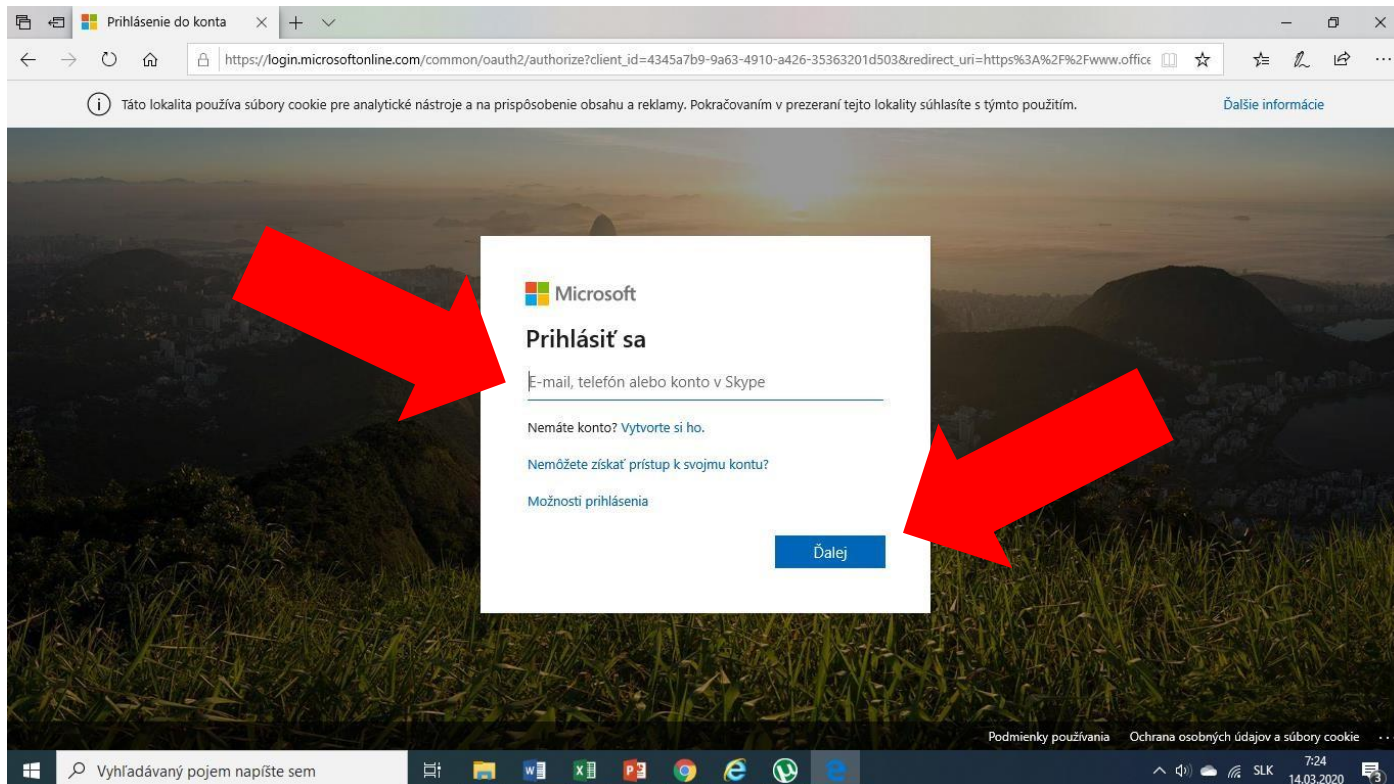 Prihlásenie do konta
https://login.microsoftonline.com/common/oauth2/authorize?client_id=4345a7b9-9a63-4910-a426-35363201d503&redirect_uri=https%3A%2F%2Fwww.office
Táto lokalita používa súbory cookie pre analytické nástroje a na prispôsobenie obsahu a reklamy. Pokračovaním v prezeraní tejto lokality súhlasíte s týmto použitím. Ďalšie informácie
Microsoft
Prihlásiť sa
E-mail, telefón alebo konto v Skype
Nemáte konto? Vytvorte si ho.
Nemôžete získať prístup k svojmu kontu?
Možnosti prihlásenia
Ďalej
Podmienky používania Ochrana osobných údajov a súbory cookie ...
Vyhľadávaný pojem napíšte sem
SLK
7:24
14.03.2020
3